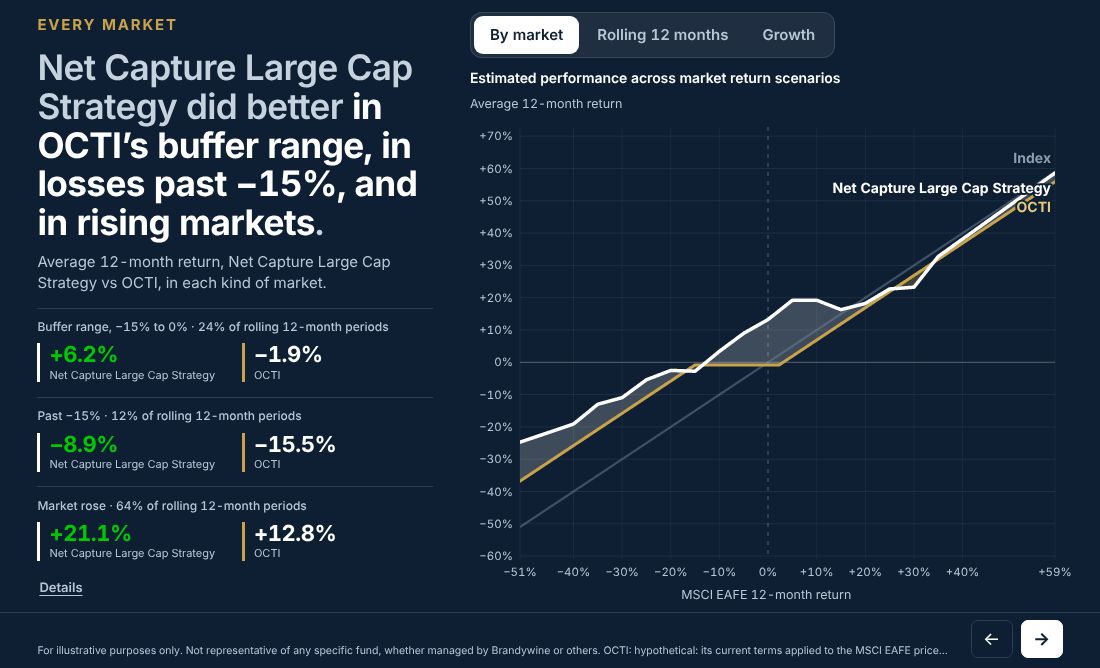 EVERY MARKET
Net Capture Large Cap
Strategy did better in
OCTI’s buffer range, in
losses past −15%, and
in rising markets.
Average 12-month return, Net Capture Large Cap
Strategy vs OCTI, in each kind of market.
Buffer range, −15% to 0% · 24% of rolling 12-month periods
+6.2%
Net Capture Large Cap Strategy
−1.9%
OCTI
Past −15% · 12% of rolling 12-month periods
−8.9%
Net Capture Large Cap Strategy
−15.5%
OCTI
Market rose · 64% of rolling 12-month periods
+21.1%
Net Capture Large Cap Strategy
+12.8%
OCTI
Details
By market
Rolling 12 months
Growth
Estimated performance across market return scenarios
Average 12-month return
+70%
+60%
+50%
+40%
+30%
+20%
+10%
0%
−10%
−20%
−30%
−40%
−50%
−60%
Index
Net Capture Large Cap Strategy
OCTI
−51% −40% −30% −20% −10% 0% +10% +20% +30% +40% +59%
MSCI EAFE 12-month return
For illustrative purposes only. Not representative of any specific fund, whether managed by Brandywine or others. OCTI: hypothetical: its current terms applied to the MSCI EAFE price...